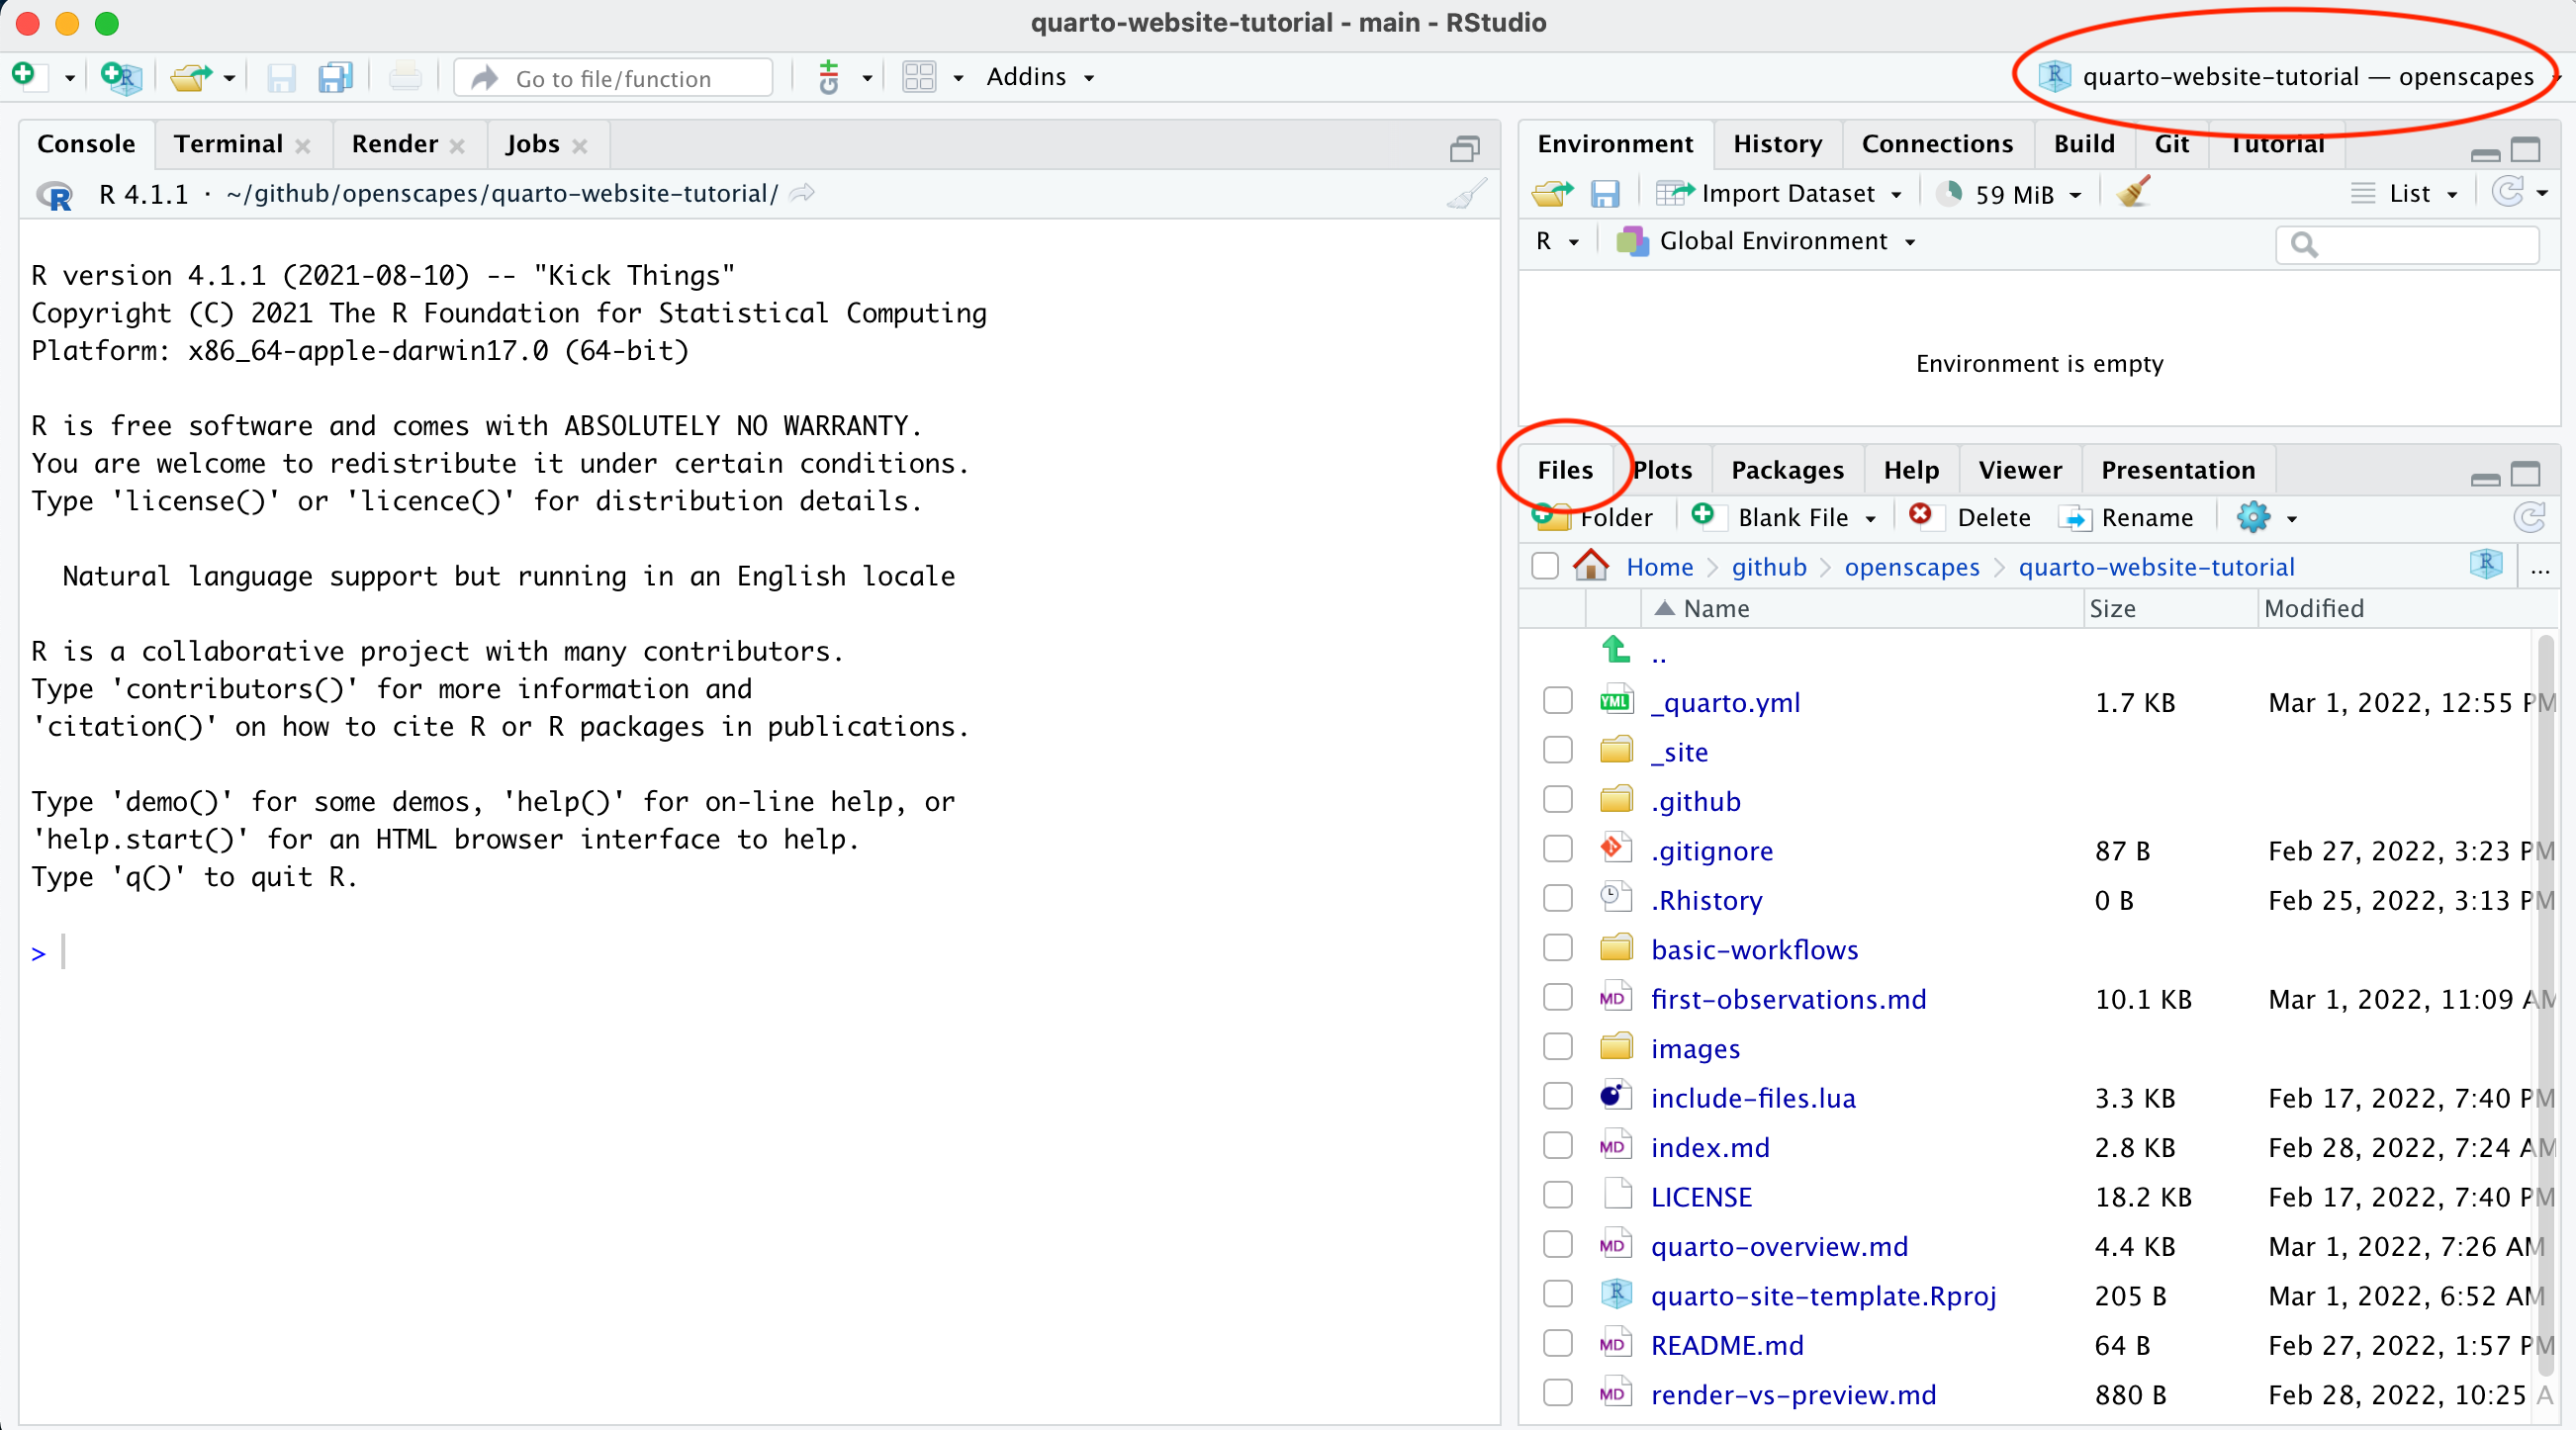 quarto-website-tutorial - main - RStudio
Go to file/function
Addins
quarto-website-tutorial — openscapes
Console Terminal Render Jobs
R 4.1.1 · ~/github/openscapes/quarto-website-tutorial/
R version 4.1.1 (2021-08-10) -- "Kick Things"
Copyright (C) 2021 The R Foundation for Statistical Computing
Platform: x86_64-apple-darwin17.0 (64-bit)
R is free software and comes with ABSOLUTELY NO WARRANTY.
You are welcome to redistribute it under certain conditions.
Type 'license()' or 'licence()' for distribution details.
Natural language support but running in an English locale
R is a collaborative project with many contributors.
Type 'contributors()' for more information and
'citation()' on how to cite R or R packages in publications.
Type 'demo()' for some demos, 'help()' for on-line help, or
'help.start()' for an HTML browser interface to help.
Type 'q()' to quit R.
>
Environment History Connections Build Git Tutorial
Import Dataset 59 MiB List
R Global Environment
Environment is empty
Files Plots Packages Help Viewer Presentation
Folder Blank File Delete Rename
Home > github > openscapes > quarto-website-tutorial ...
Name Size Modified
..
_quarto.yml 1.7 KB Mar 1, 2022, 12:55 PM
_site
.github
.gitignore 87 B Feb 27, 2022, 3:23 PM
.Rhistory 0 B Feb 25, 2022, 3:13 PM
basic-workflows
first-observations.md 10.1 KB Mar 1, 2022, 11:09 AM
images
include-files.lua 3.3 KB Feb 17, 2022, 7:40 PM
index.md 2.8 KB Feb 28, 2022, 7:24 AM
LICENSE 18.2 KB Feb 17, 2022, 7:40 PM
quarto-overview.md 4.4 KB Mar 1, 2022, 7:26 AM
quarto-site-template.Rproj 205 B Mar 1, 2022, 6:52 AM
README.md 64 B Feb 27, 2022, 1:57 PM
render-vs-preview.md 880 B Feb 28, 2022, 10:25 A